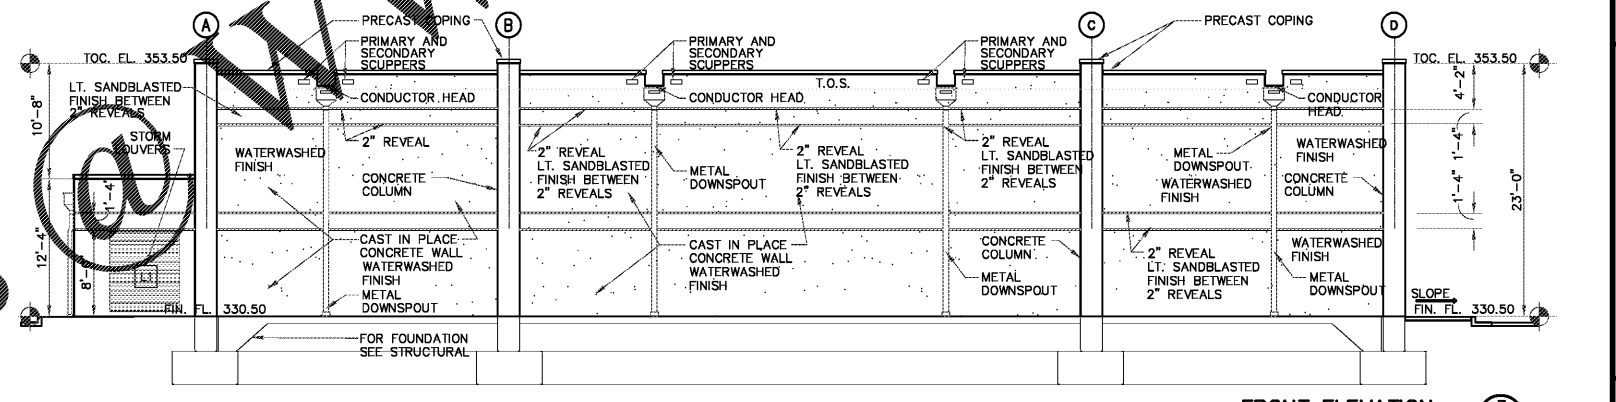 A
B
C
D
PRECAST COPING
PRECAST COPING
TOC. EL. 353.50
PRIMARY AND
SECONDARY
SCUPPERS
PRIMARY AND
SECONDARY
SCUPPERS
PRIMARY AND
SECONDARY
SCUPPERS
TOC. EL. 353.50
T.O.S.
LT. SANDBLASTED
FINISH BETWEEN
2" REVEALS
CONDUCTOR HEAD
CONDUCTOR HEAD
CONDUCTOR
HEAD
10'-8"
4'-2"
STORM
LOUVERS
2" REVEAL
WATERWASHED
FINISH
2" REVEAL
LT. SANDBLASTED
FINISH BETWEEN
2" REVEALS
METAL
DOWNSPOUT
2" REVEAL
LT. SANDBLASTED
FINISH BETWEEN
2" REVEALS
2" REVEAL
LT. SANDBLASTED
FINISH BETWEEN
2" REVEALS
METAL
DOWNSPOUT
WATERWASHED
FINISH
WATERWASHED
FINISH
CONCRETE
COLUMN
CONCRETE
COLUMN
1'-4"
1'-4"
1'-4"
1'-4"
23'-0"
12'-4"
CAST IN PLACE
CONCRETE WALL
WATERWASHED
FINISH
METAL
DOWNSPOUT
CAST IN PLACE
CONCRETE WALL
WATERWASHED
FINISH
CONCRETE
COLUMN
METAL
DOWNSPOUT
2" REVEAL
LT. SANDBLASTED
FINISH BETWEEN
2" REVEALS
WATERWASHED
FINISH
METAL
DOWNSPOUT
SLOPE
FIN. FL. 330.50
FIN. FL. 330.50
FOR FOUNDATION
SEE STRUCTURAL
FRONT ELEVATION